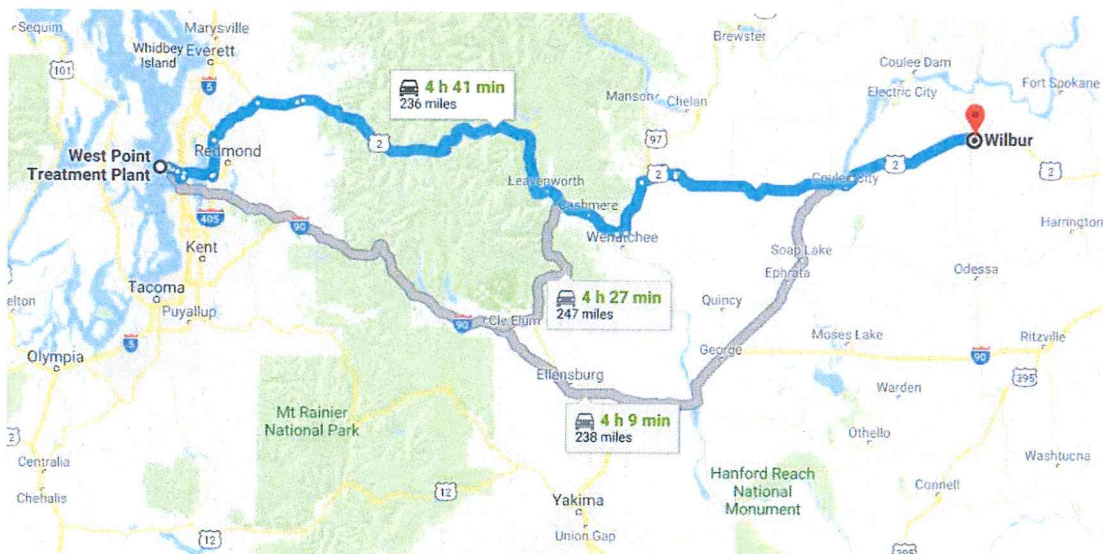 Sequim
Marysville
Whidbey
Island
Everett
101
5
Brewster
Coulee Dam
Electric City
Fort Spokane
4 h 41 min
236 miles
Manson
Chelan
97
2
West Point
Treatment Plant
Redmond
Wilbur
2
2
2
Leavenworth
Cashmere
Coulee City
405
90
Wenatchee
Harrington
Kent
Soap Lake
Ephrata
Odessa
Tacoma
4 h 27 min
247 miles
Quincy
elton
Puyallup
90
Cle Elum
Moses Lake
Ritzville
Olympia
5
George
90
Ellensburg
395
Warden
Mt Rainier
National Park
4 h 9 min
238 miles
Othello
Centralia
Washtucna
Chehalis
12
Hanford Reach
National
Monument
Connell
Yakima
12
Union Gap
395